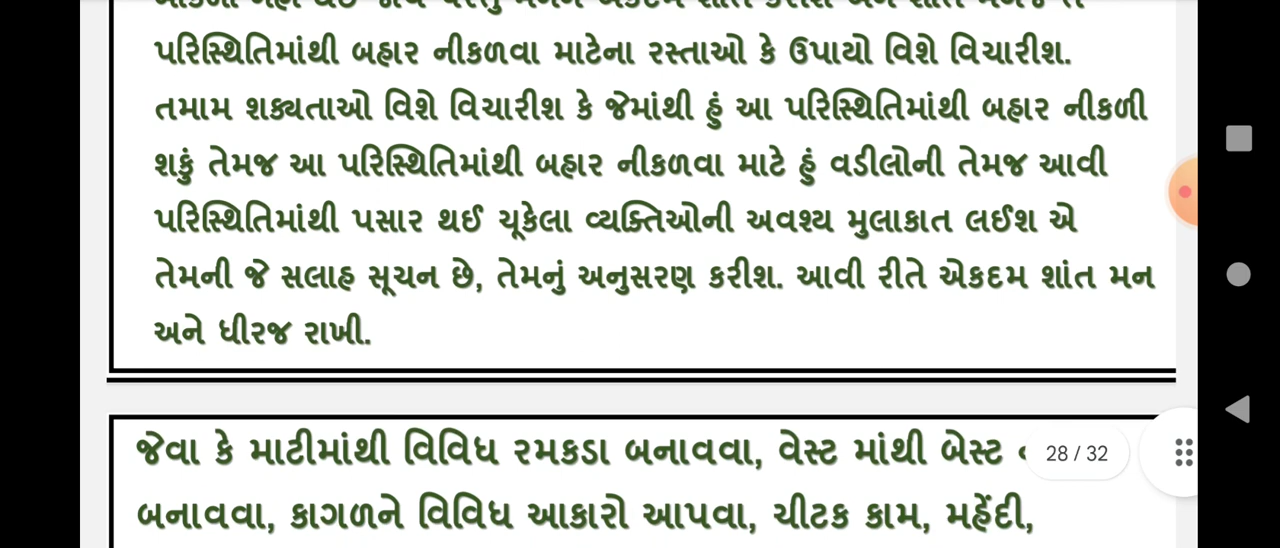 પરિસ્થિતિમાંથી બહાર નીકળવા માટેના રસ્તાઓ કે ઉપાયો વિશે વિચારીશ.
તમામ શક્યતાઓ વિશે વિચારીશ કે જેમાંથી હું આ પરિસ્થિતિમાંથી બહાર નીકળી
શકું તેમજ આ પરિસ્થિતિમાંથી બહાર નીકળવા માટે હું વડીલોની તેમજ આવી
પરિસ્થિતિમાંથી પસાર થઈ ચૂકેલા વ્યક્તિઓની અવશ્ય મુલાકાત લઈશ એ
તેમની જે સલાહ સૂચન છે, તેમનું અનુસરણ કરીશ. આવી રીતે એકદમ શાંત મન
અને ધીરજ રાખી.
જેવા કે માટીમાંથી વિવિધ રમકડા બનાવવા, વેસ્ટ માંથી બેસ્ટ
28 / 32
બનાવવા, કાગળને વિવિધ આકારો આપવા, ચીટક કામ, મહેંદી,